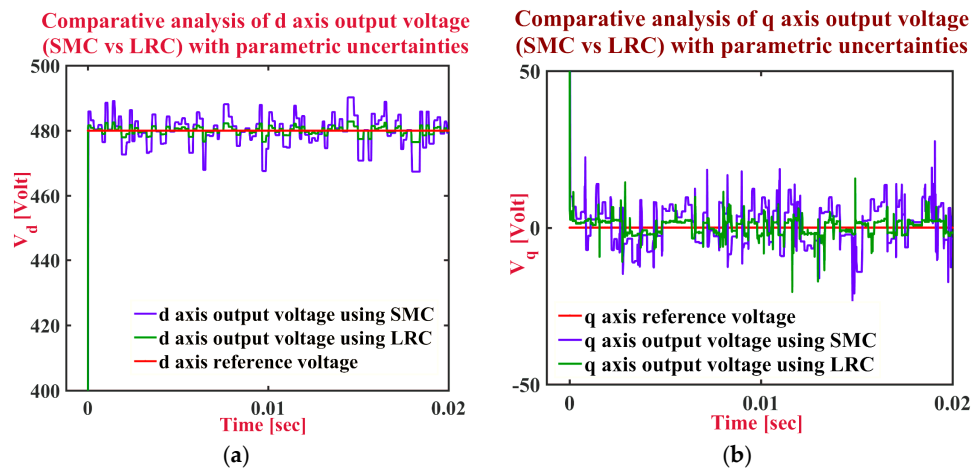 Comparative analysis of d axis output voltage
(SMC vs LRC) with parametric uncertainties
500
480
460
440
420
400
V_d [Volt]
d axis output voltage using SMC
d axis output voltage using LRC
d axis reference voltage
0
0.01
0.02
Time [sec]
(a)
Comparative analysis of q axis output voltage
(SMC vs LRC) with parametric uncertainties
50
0
-50
V_q [Volt]
q axis reference voltage
q axis output voltage using SMC
q axis output voltage using LRC
0
0.01
0.02
Time [sec]
(b)